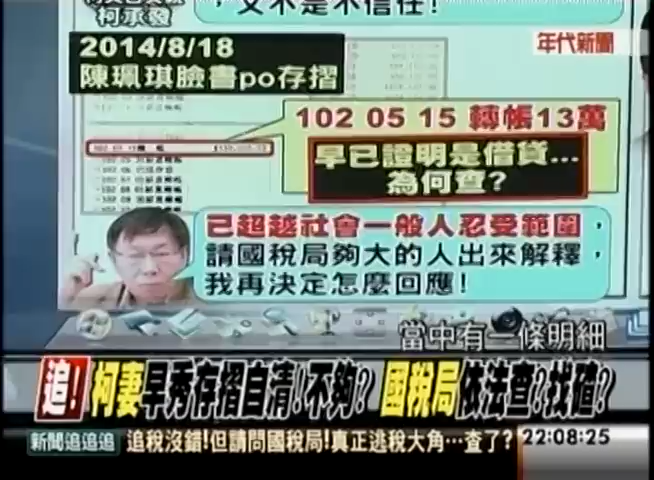 柯承發
，又不是不信任！
年代新聞
2014/8/18
陳珮琪臉書po存摺
102 05 15 轉帳13萬
早已證明是借貸…
為何查？
已超越社會一般人忍受範圍，
請國稅局夠大的人出來解釋，
我再決定怎麼回應！
當中有一條明細
追！柯妻早秀存摺自清！不夠？ 國稅局依法查？找碴？
新聞追追追 追稅沒錯！但請問國稅局！真正逃稅大角…查了？ 22:08:25